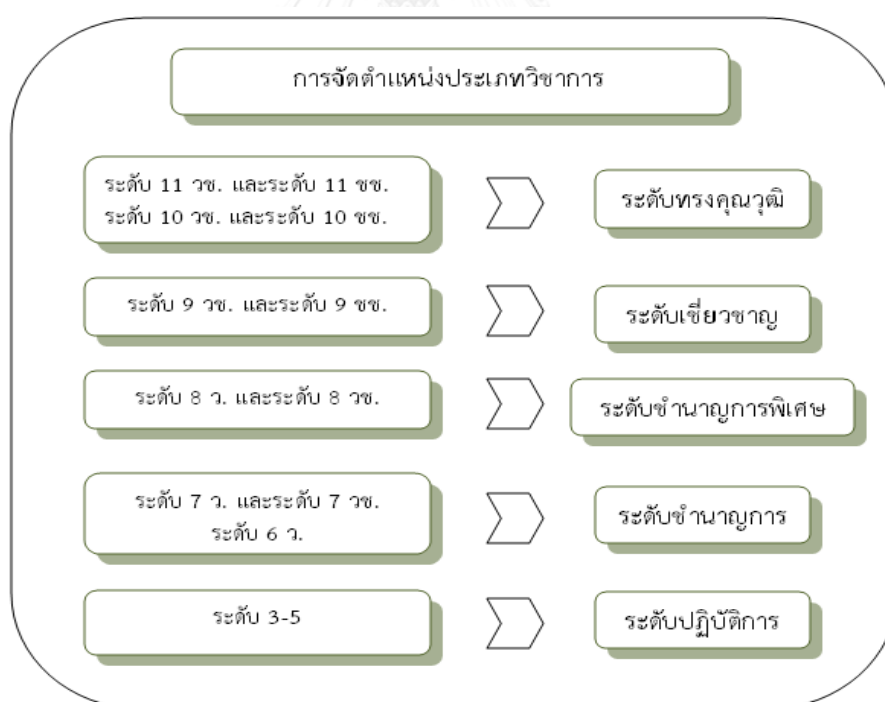 การจัดตำแหน่งประเภทวิชาการ
ระดับ 11 วช. และระดับ 11 ชช.
ระดับ 10 วช. และระดับ 10 ชช.
ระดับทรงคุณวุฒิ
ระดับ 9 วช. และระดับ 9 ชช.
ระดับเชี่ยวชาญ
ระดับ 8 ว. และระดับ 8 วช.
ระดับชำนาญการพิเศษ
ระดับ 7 ว. และระดับ 7 วช.
ระดับ 6 ว.
ระดับชำนาญการ
ระดับ 3-5
ระดับปฏิบัติการ